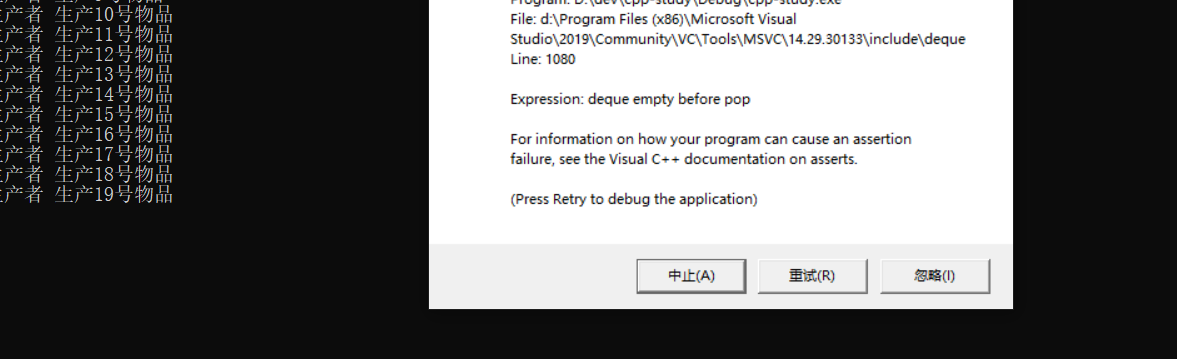 生产10号物品
生产者 生产11号物品
生产者 生产12号物品
生产者 生产13号物品
生产者 生产14号物品
生产者 生产15号物品
生产者 生产16号物品
生产者 生产17号物品
生产者 生产18号物品
生产者 生产19号物品
Program: D:\dev\cpp-study\Debug\cpp-study.exe
File: d:\Program Files (x86)\Microsoft Visual
Studio\2019\Community\VC\Tools\MSVC\14.29.30133\include\deque
Line: 1080
Expression: deque empty before pop
For information on how your program can cause an assertion
failure, see the Visual C++ documentation on asserts.
(Press Retry to debug the application)
中止(A)
重试(R)
忽略(I)